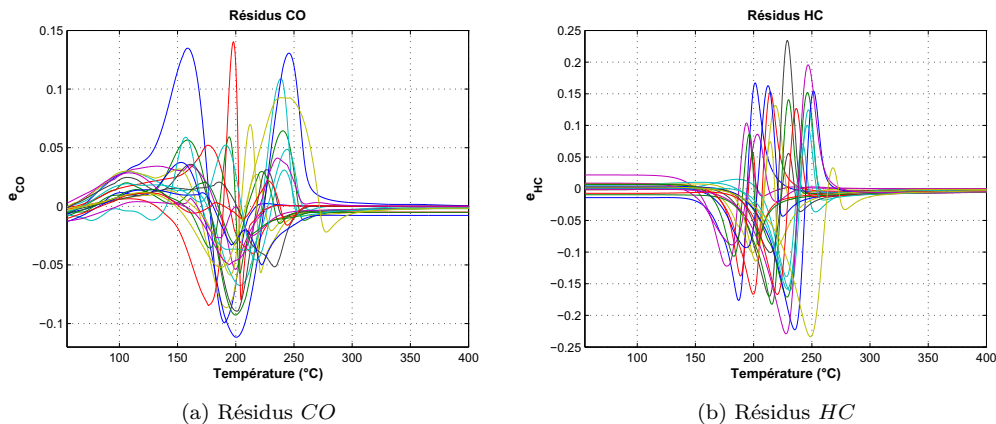 Résidus CO
0.15
0.1
0.05
0
−0.05
−0.1
e_CO
100 150 200 250 300 350 400
Température (°C)
(a) Résidus CO
Résidus HC
0.25
0.2
0.15
0.1
0.05
0
−0.05
−0.1
−0.15
−0.2
−0.25
e_HC
100 150 200 250 300 350 400
Température (°C)
(b) Résidus HC